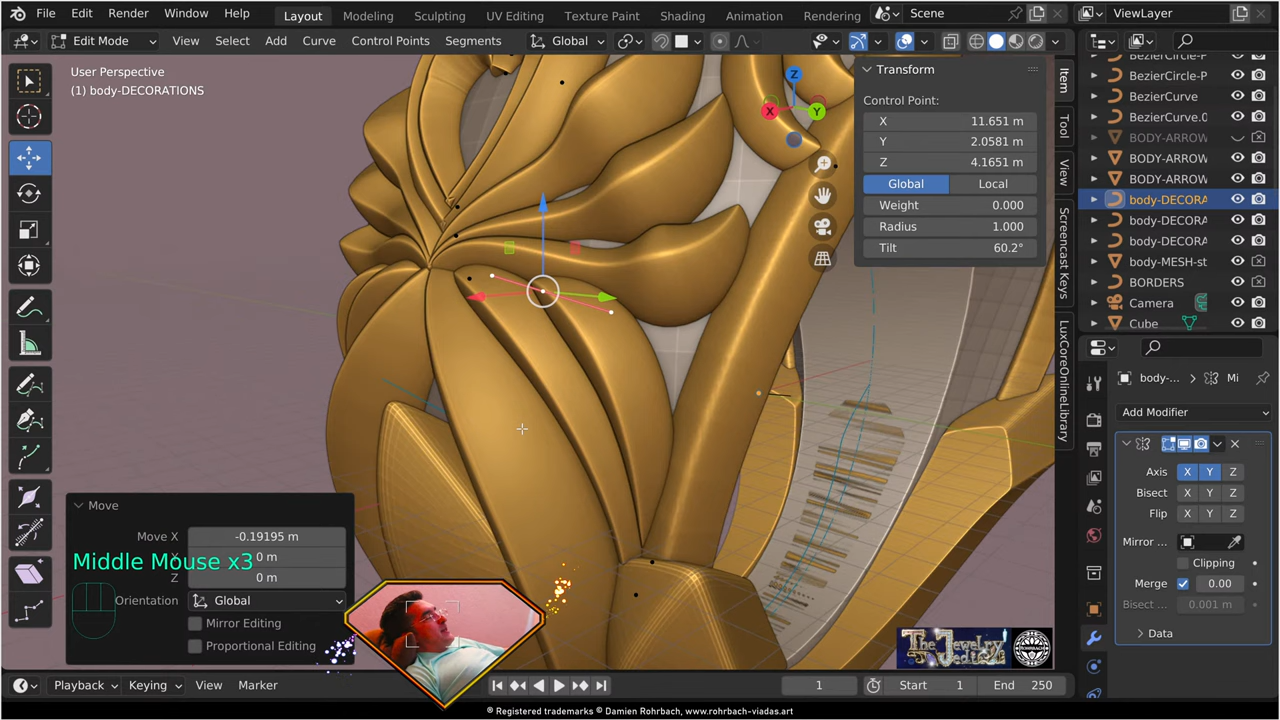 File Edit Render Window Help Layout Modeling Sculpting UV Editing Texture Paint Shading Animation Rendering Scene ViewLayer
Edit Mode View Select Add Curve Control Points Segments Global
User Perspective
(1) body-DECORATIONS
Transform
Control Point:
X 11.651 m
Y 2.0581 m
Z 4.1651 m
Global Local
Weight 0.000
Radius 1.000
Tilt 60.2°
Item
Tool
View
Screencast Keys
LuxCoreOnlineLibrary
X
Y
Z
BezierCircle-P
BezierCircle-P
BezierCurve
BezierCurve.0
BODY-ARROW
BODY-ARROW
BODY-ARROW
body-DECORA
body-DECORA
body-DECORA
body-MESH-st
BORDERS
Camera
Cube
body-... Mi
Add Modifier
Axis X Y Z
Bisect X Y Z
Flip X Y Z
Mirror ...
Clipping
Merge 0.00
Bisect ... 0.001 m
Data
Move
Move X -0.19195 m
Middle Mouse x3
0 m
Z 0 m
Orientation Global
Mirror Editing
Proportional Editing
The Jewelry Jedi
ROHRBACH
Playback Keying View Marker 1 Start 1 End 250
® Registered trademarks © Damien Rohrbach, www.rohrbach-viadas.art